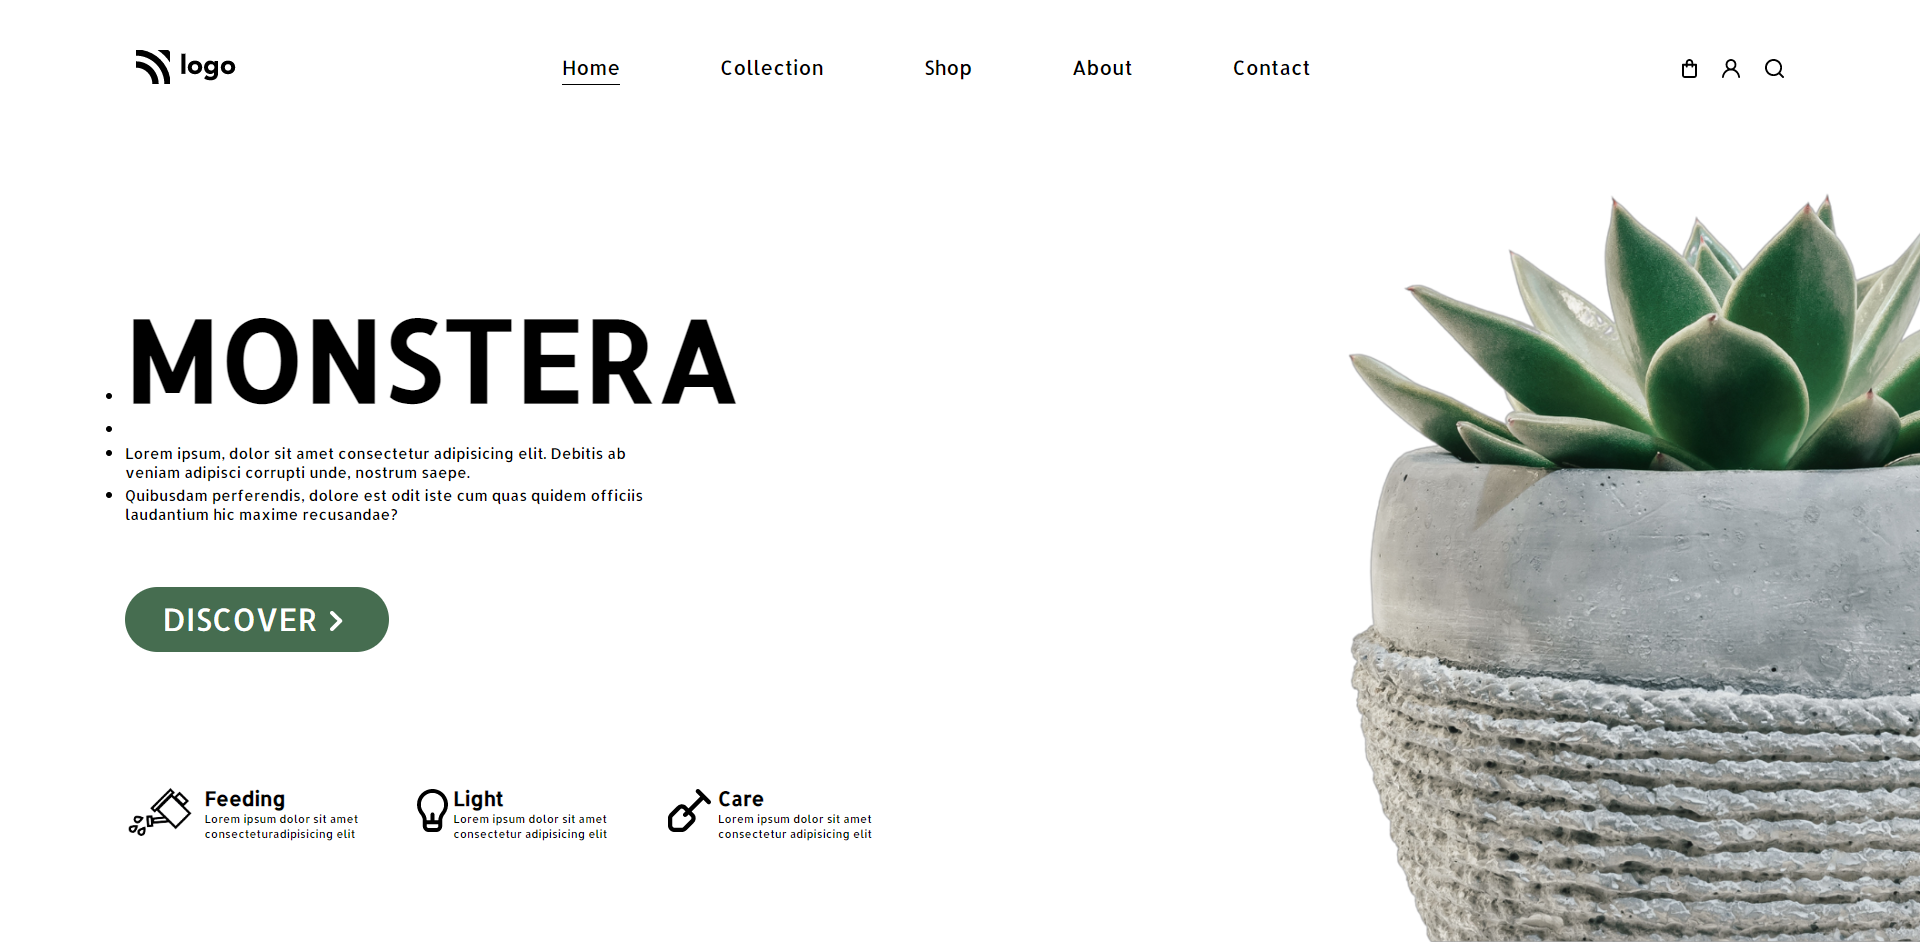 logo
Home
Collection
Shop
About
Contact
MONSTERA
Lorem ipsum, dolor sit amet consectetur adipisicing elit. Debitis ab
veniam adipisci corrupti unde, nostrum saepe.
Quibusdam perferendis, dolore est odit iste cum quas quidem officiis
laudantium hic maxime recusandae?
DISCOVER
Feeding
Lorem ipsum dolor sit amet
consecteturadipisicing elit
Light
Lorem ipsum dolor sit amet
consectetur adipisicing elit
Care
Lorem ipsum dolor sit amet
consectetur adipisicing elit